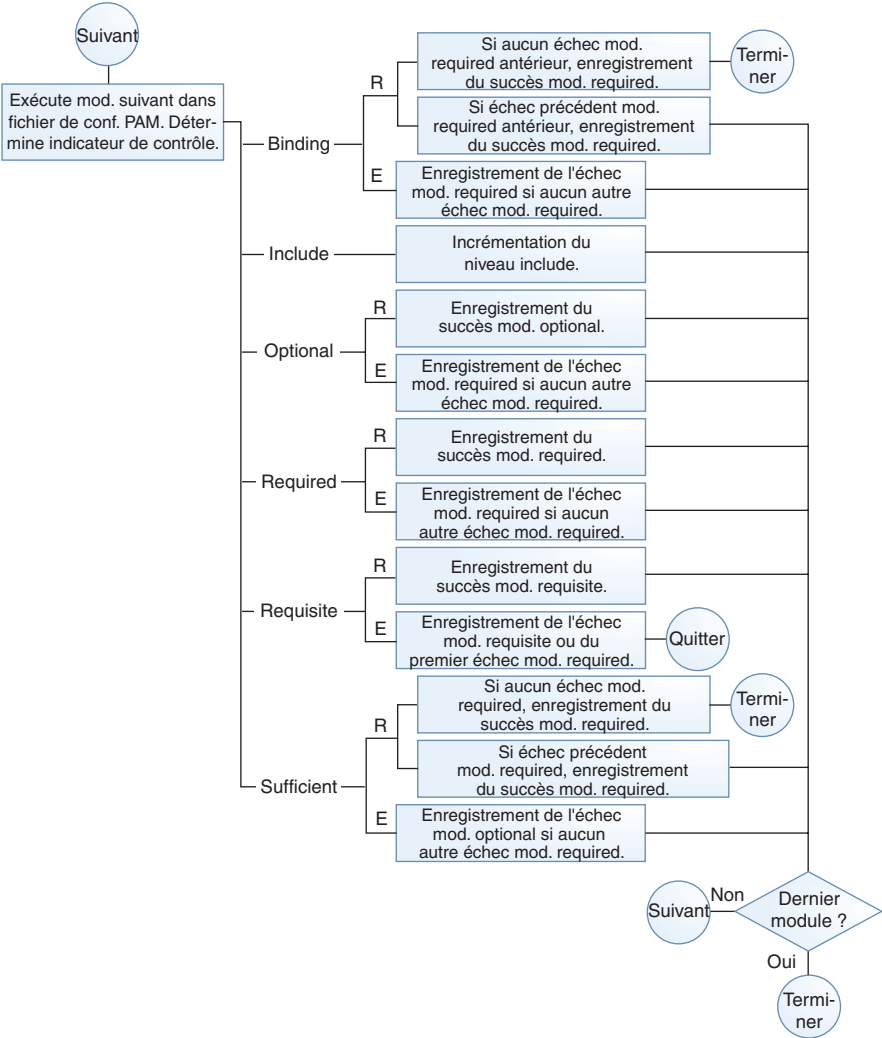 Suivant
Exécute mod. suivant dans
fichier de conf. PAM. Déter-
mine indicateur de contrôle.
Binding
R
Si aucun échec mod.
required antérieur, enregistrement
du succès mod. required.
Termi-
ner
Si échec précédent mod.
required antérieur, enregistrement
du succès mod. required.
E
Enregistrement de l'échec
mod. required si aucun autre
échec mod. required.
Include
Incrémentation du
niveau include.
Optional
R
Enregistrement du
succès mod. optional.
E
Enregistrement de l'échec
mod. required si aucun autre
échec mod. required.
Required
R
Enregistrement du
succès mod. required.
E
Enregistrement de l'échec
mod. required si aucun
autre échec mod. required.
Requisite
R
Enregistrement du
succès mod. requisite.
E
Enregistrement de l'échec
mod. requisite ou du
premier échec mod. required.
Quitter
Sufficient
R
Si aucun échec mod.
required, enregistrement du
succès mod. required.
Termi-
ner
Si échec précédent
mod. required, enregistrement
du succès mod. required.
E
Enregistrement de l'échec
mod. optional si aucun
autre échec mod. required.
Dernier
module ?
Non
Suivant
Oui
Termi-
ner